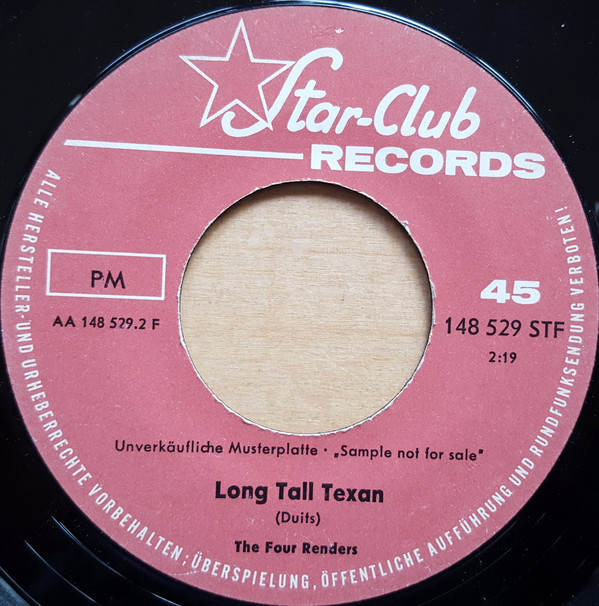 Star-Club
RECORDS
PM
AA 148 529.2 F
45
148 529 STF
2:19
Unverkäufliche Musterplatte · „Sample not for sale"
Long Tall Texan
(Duits)
The Four Renders
ALLE HERSTELLER- UND URHEBERRECHTE VORBEHALTEN; ÜBERSPIELUNG, ÖFFENTLICHE AUFFÜHRUNG UND RUNDFUNKSENDUNG VERBOTEN!